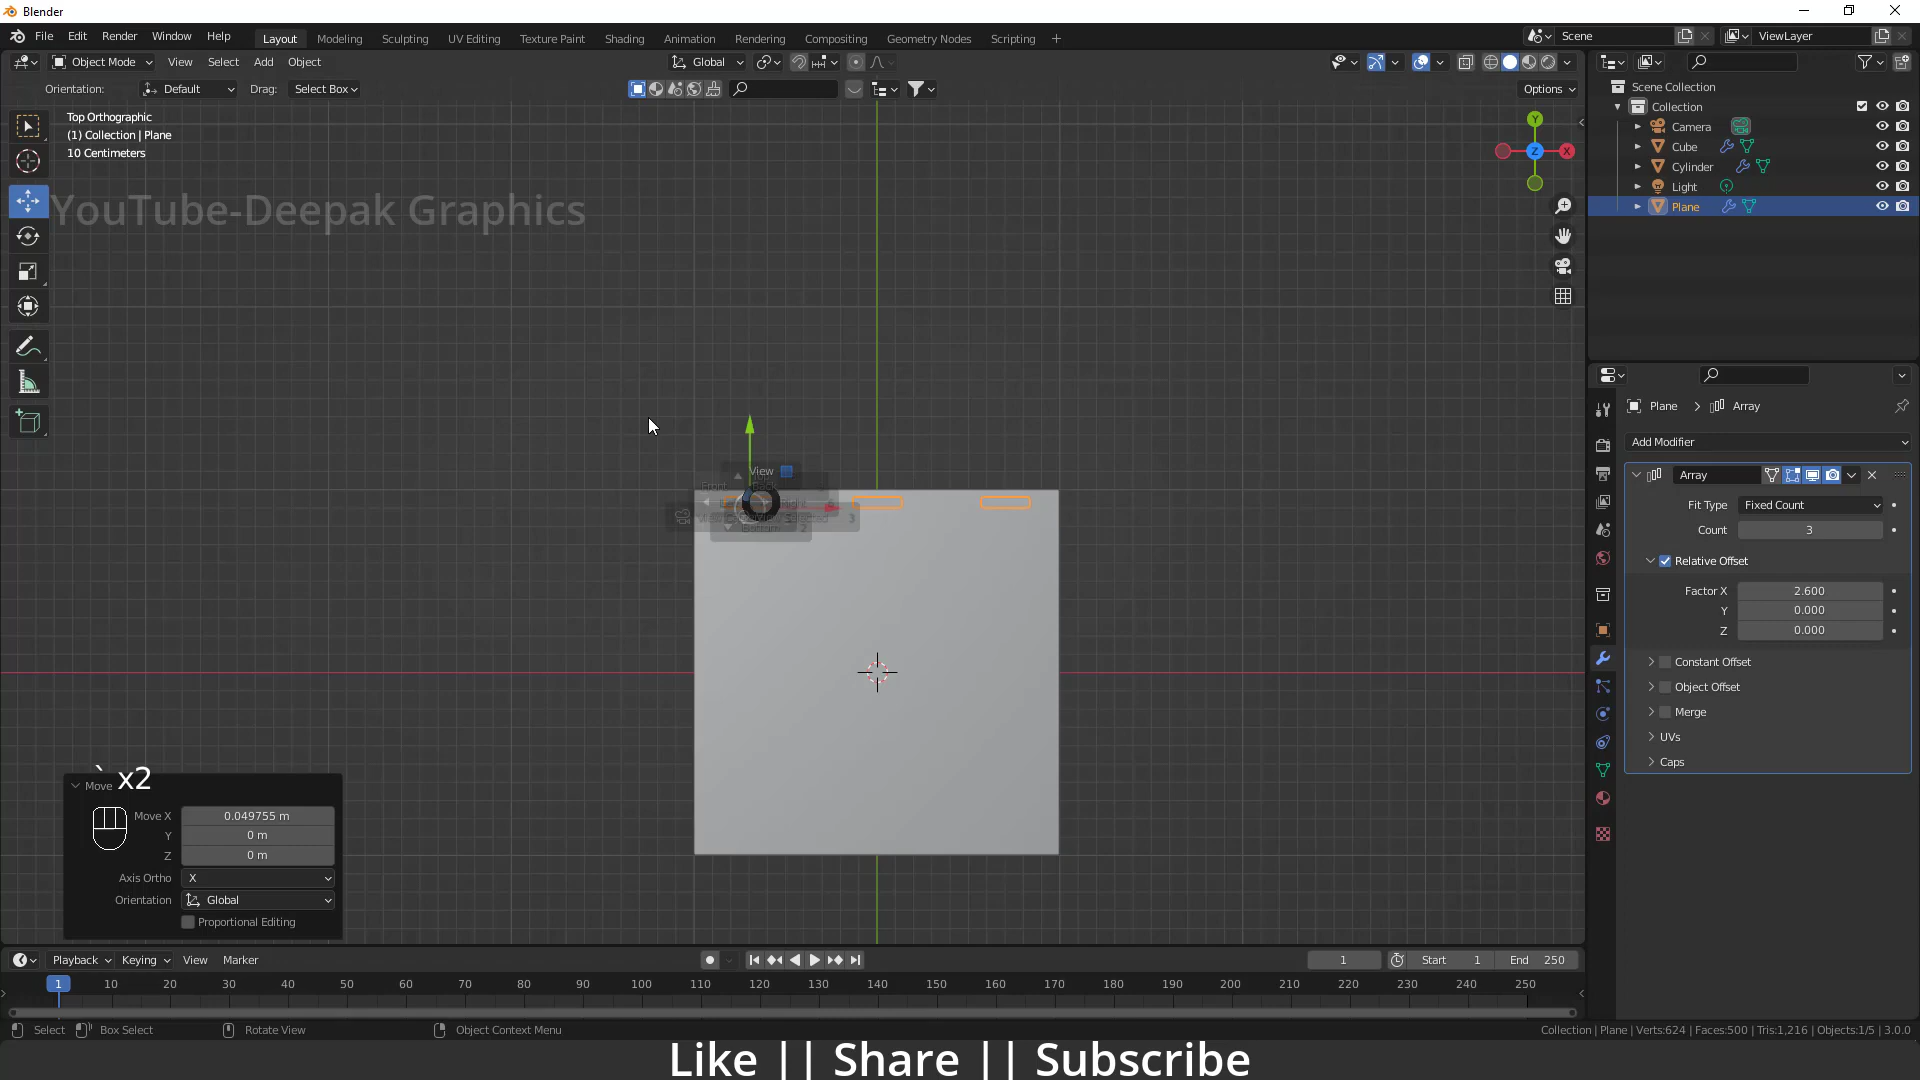 Blender
File Edit Render Window Help
Layout Modeling Sculpting UV Editing Texture Paint Shading Animation Rendering Compositing Geometry Nodes Scripting +
Scene
ViewLayer
Object Mode View Select Add Object
Global
Orientation: Default Drag: Select Box
Options
Top Orthographic
(1) Collection | Plane
10 Centimeters
YouTube-Deepak Graphics
Y
Z
X
View
Front
Back
Right
Bottom 2
3
Scene Collection
Collection
Camera
Cube
Cylinder
Light
Plane
Plane > Array
Add Modifier
Array
Fit Type Fixed Count
Count 3
Relative Offset
Factor X 2.600
Y 0.000
Z 0.000
Constant Offset
Object Offset
Merge
UVs
Caps
` x2
Move
Move X 0.049755 m
Y 0 m
Z 0 m
Axis Ortho X
Orientation Global
Proportional Editing
Playback Keying View Marker
1 Start 1 End 250
1 10 20 30 40 50 60 70 80 90 100 110 120 130 140 150 160 170 180 190 200 210 220 230 240 250
Select Box Select Rotate View Object Context Menu
Collection | Plane | Verts:624 | Faces:500 | Tris:1,216 | Objects:1/5 | 3.0.0
Like || Share || Subscribe